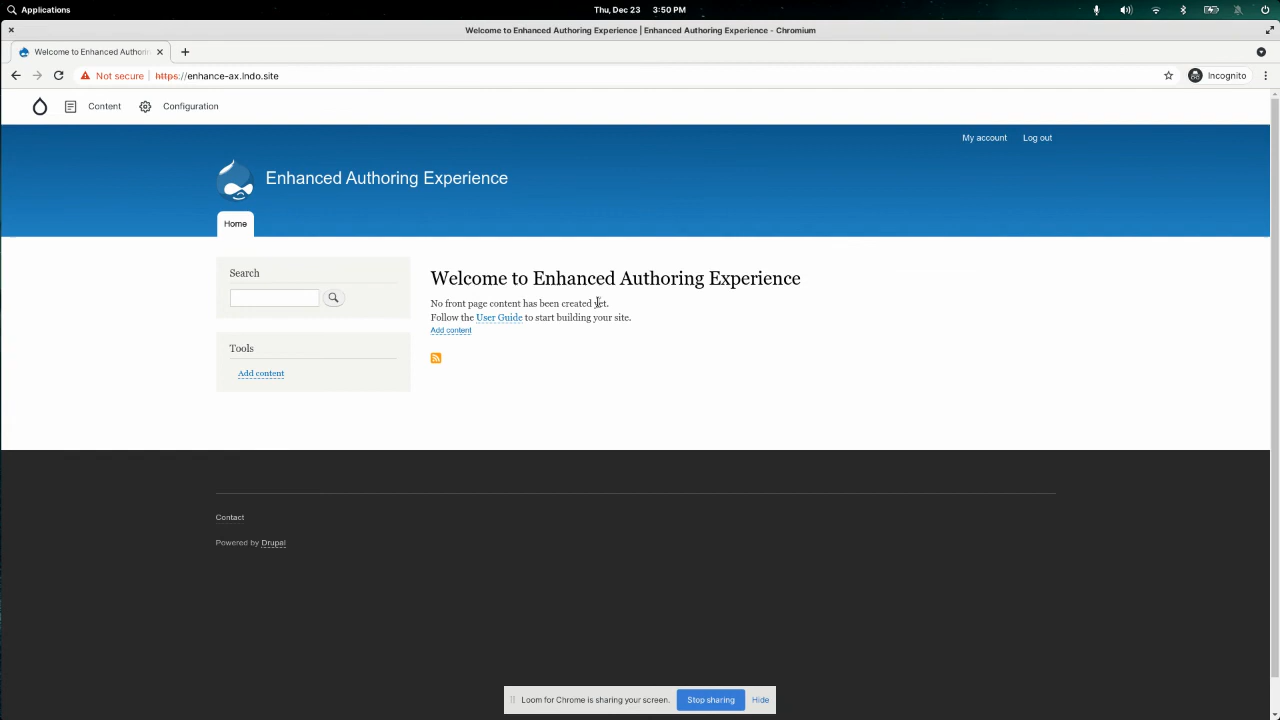 Applications
Thu, Dec 23 3:50 PM
Welcome to Enhanced Authoring Experience | Enhanced Authoring Experience - Chromium
Welcome to Enhanced Authorin
Not secure https://enhance-ax.lndo.site
Incognito
Content Configuration
My account Log out
Enhanced Authoring Experience
Home
Search
Welcome to Enhanced Authoring Experience
No front page content has been created yet.
Follow the User Guide to start building your site.
Add content
Tools
Add content
Contact
Powered by Drupal
Loom for Chrome is sharing your screen. Stop sharing Hide